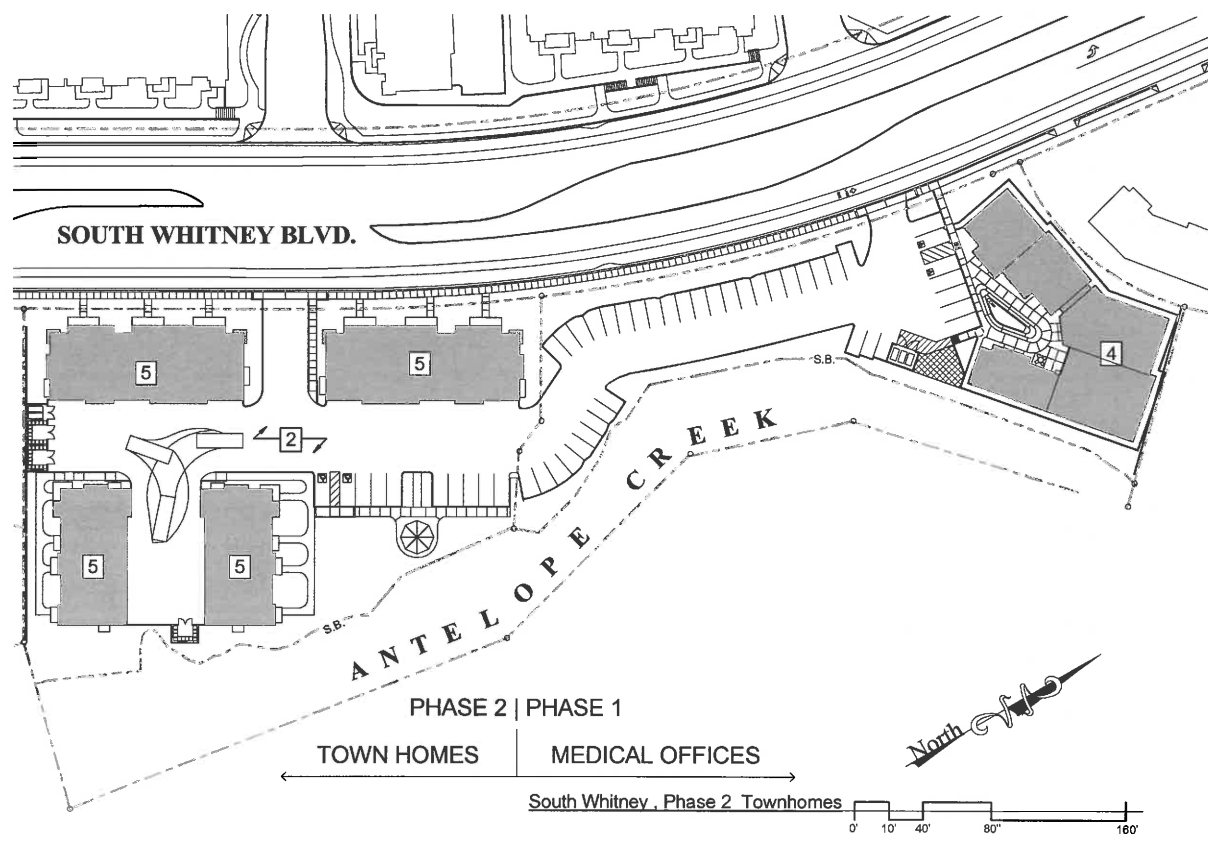 SOUTH WHITNEY BLVD.
5
5
4
S.B.
2
5
5
S.B.
ANTELOPE CREEK
PHASE 2 | PHASE 1
TOWN HOMES
MEDICAL OFFICES
North
South Whitney , Phase 2 Townhomes
0' 10' 40' 80" 160'